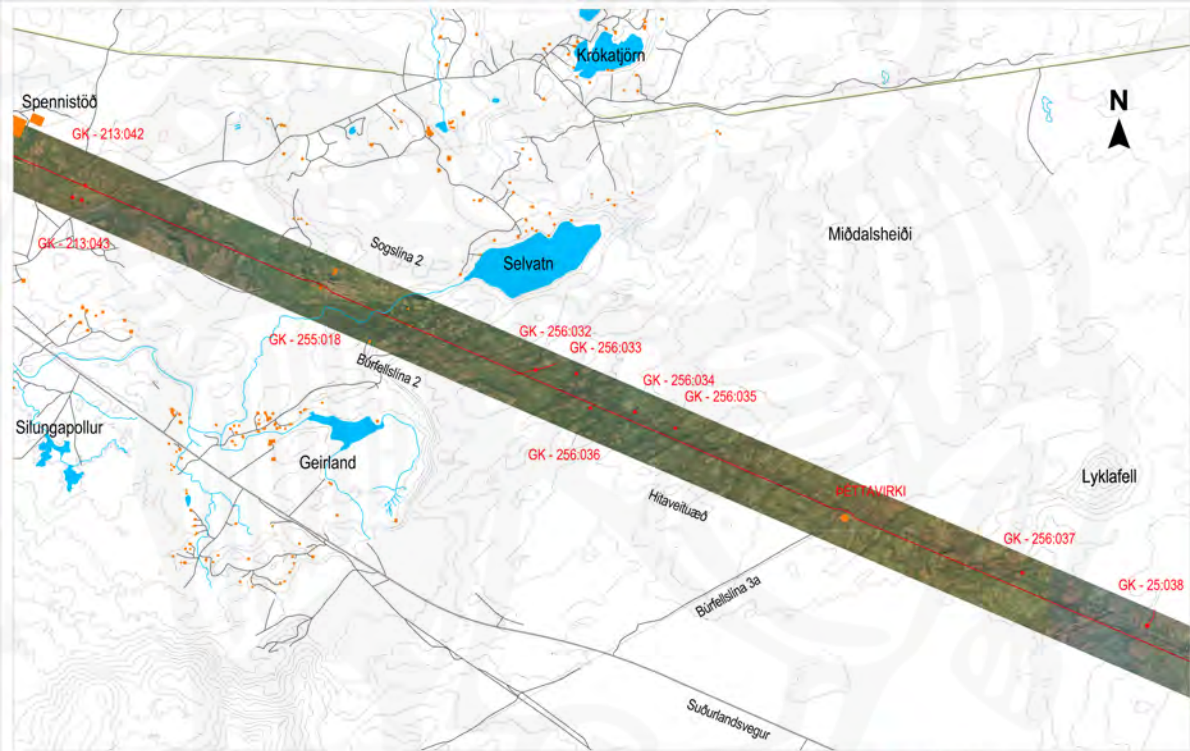 Krókatjörn
Spennistöð
N
GK - 213:042
Miðdalsheiði
GK - 213:043
Sogslína 2
Selvatn
GK - 256:032
GK - 255:018
GK - 256:033
Búrfellslína 2
GK - 256:034
GK - 256:035
Silungapollur
GK - 256:036
Geirland
Lyklafell
ÞÉTTAVIRKI
Hitaveituæð
GK - 256:037
GK - 25:038
Búrfellslína 3a
Suðurlandsvegur